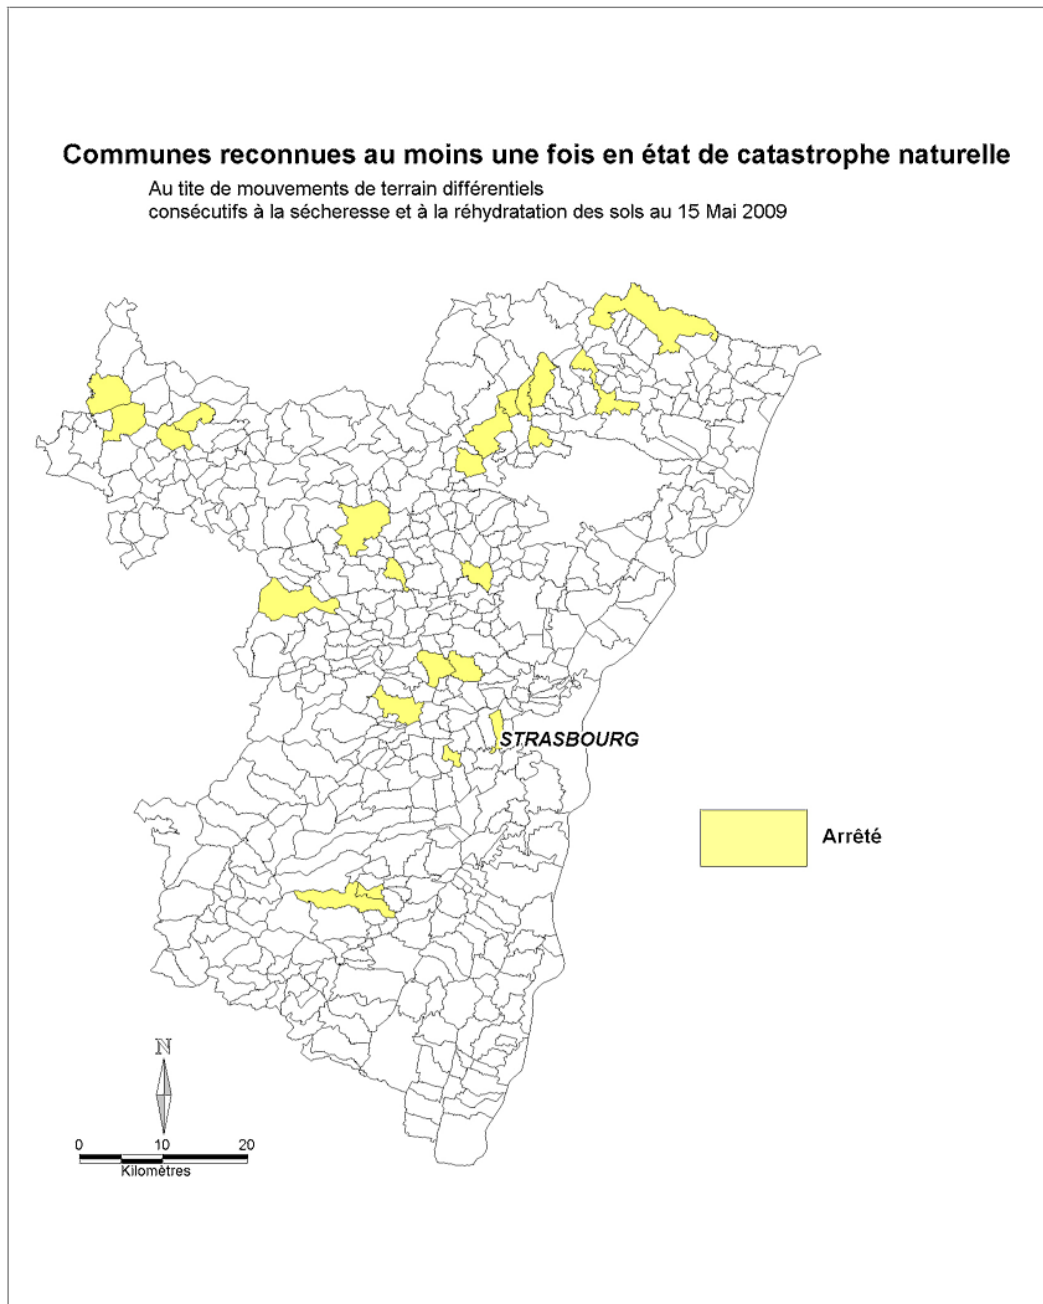 Communes reconnues au moins une fois en état de catastrophe naturelle
Au tite de mouvements de terrain différentiels
consécutifs à la sécheresse et à la réhydratation des sols au 15 Mai 2009
STRASBOURG
Arrêté
N
0 10 20
Kilomètres